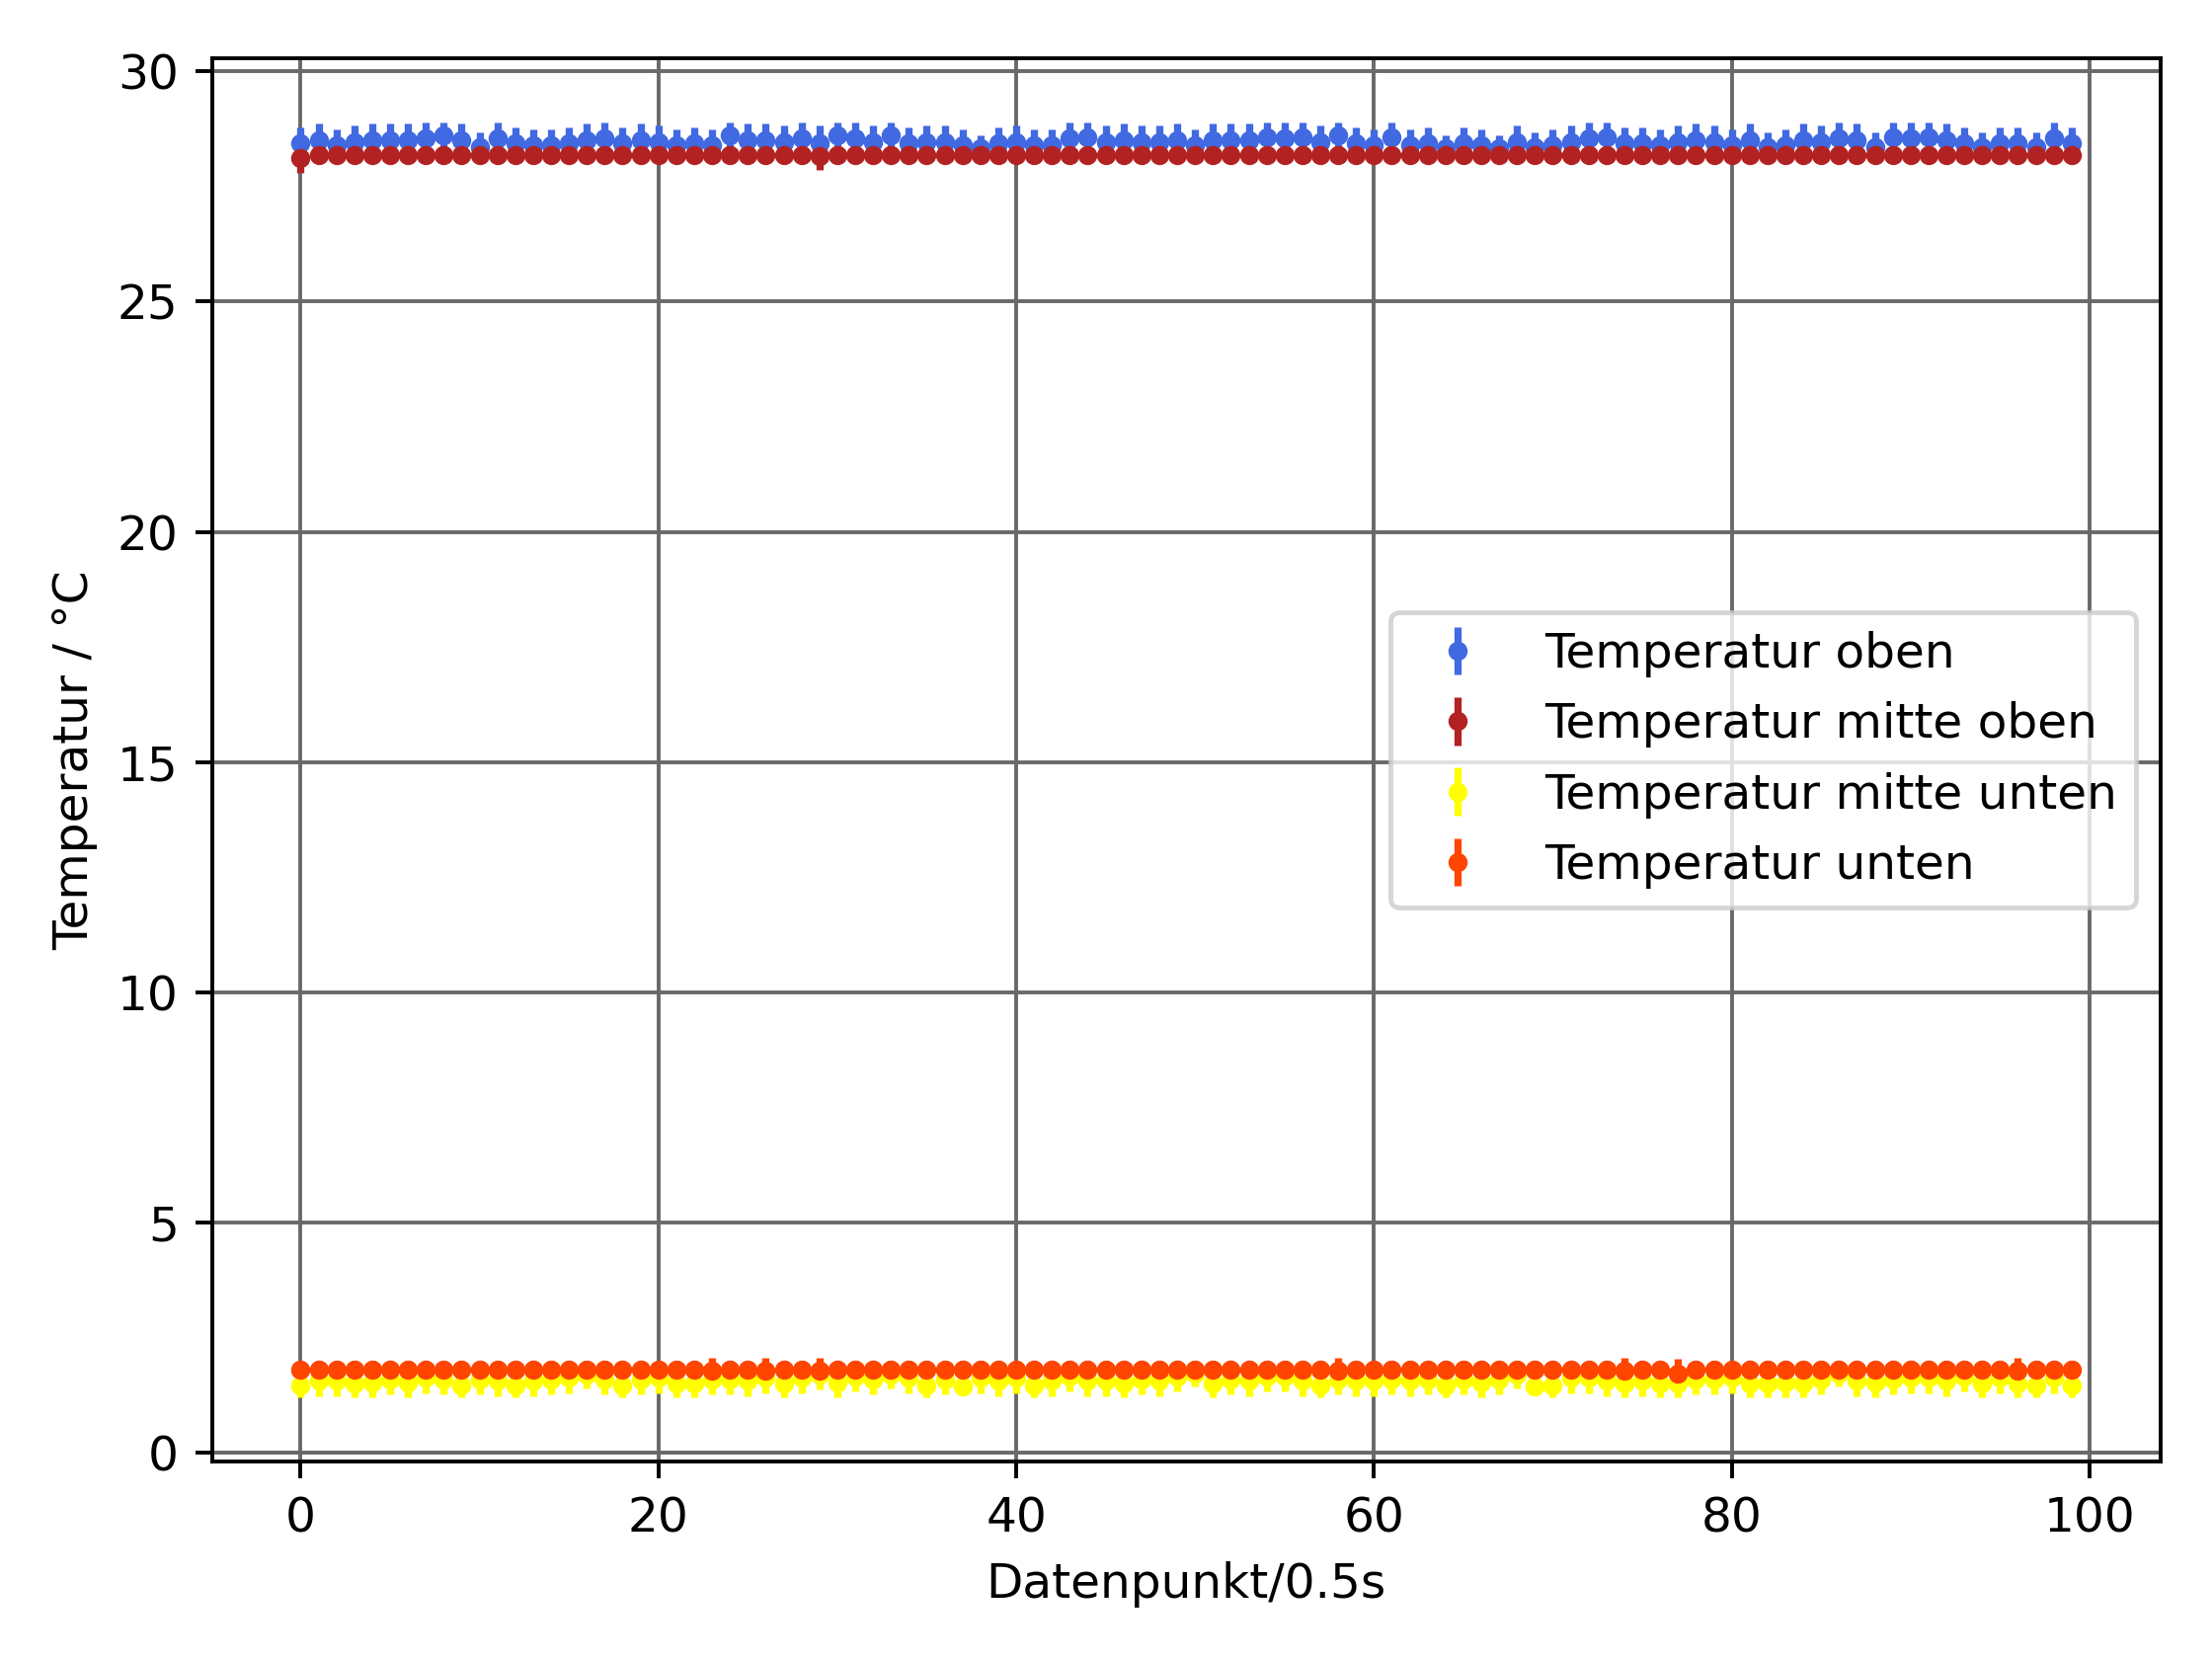 30
25
20
15
10
5
0
Temperatur / °C
Temperatur oben
Temperatur mitte oben
Temperatur mitte unten
Temperatur unten
0 20 40 60 80 100
Datenpunkt/0.5s